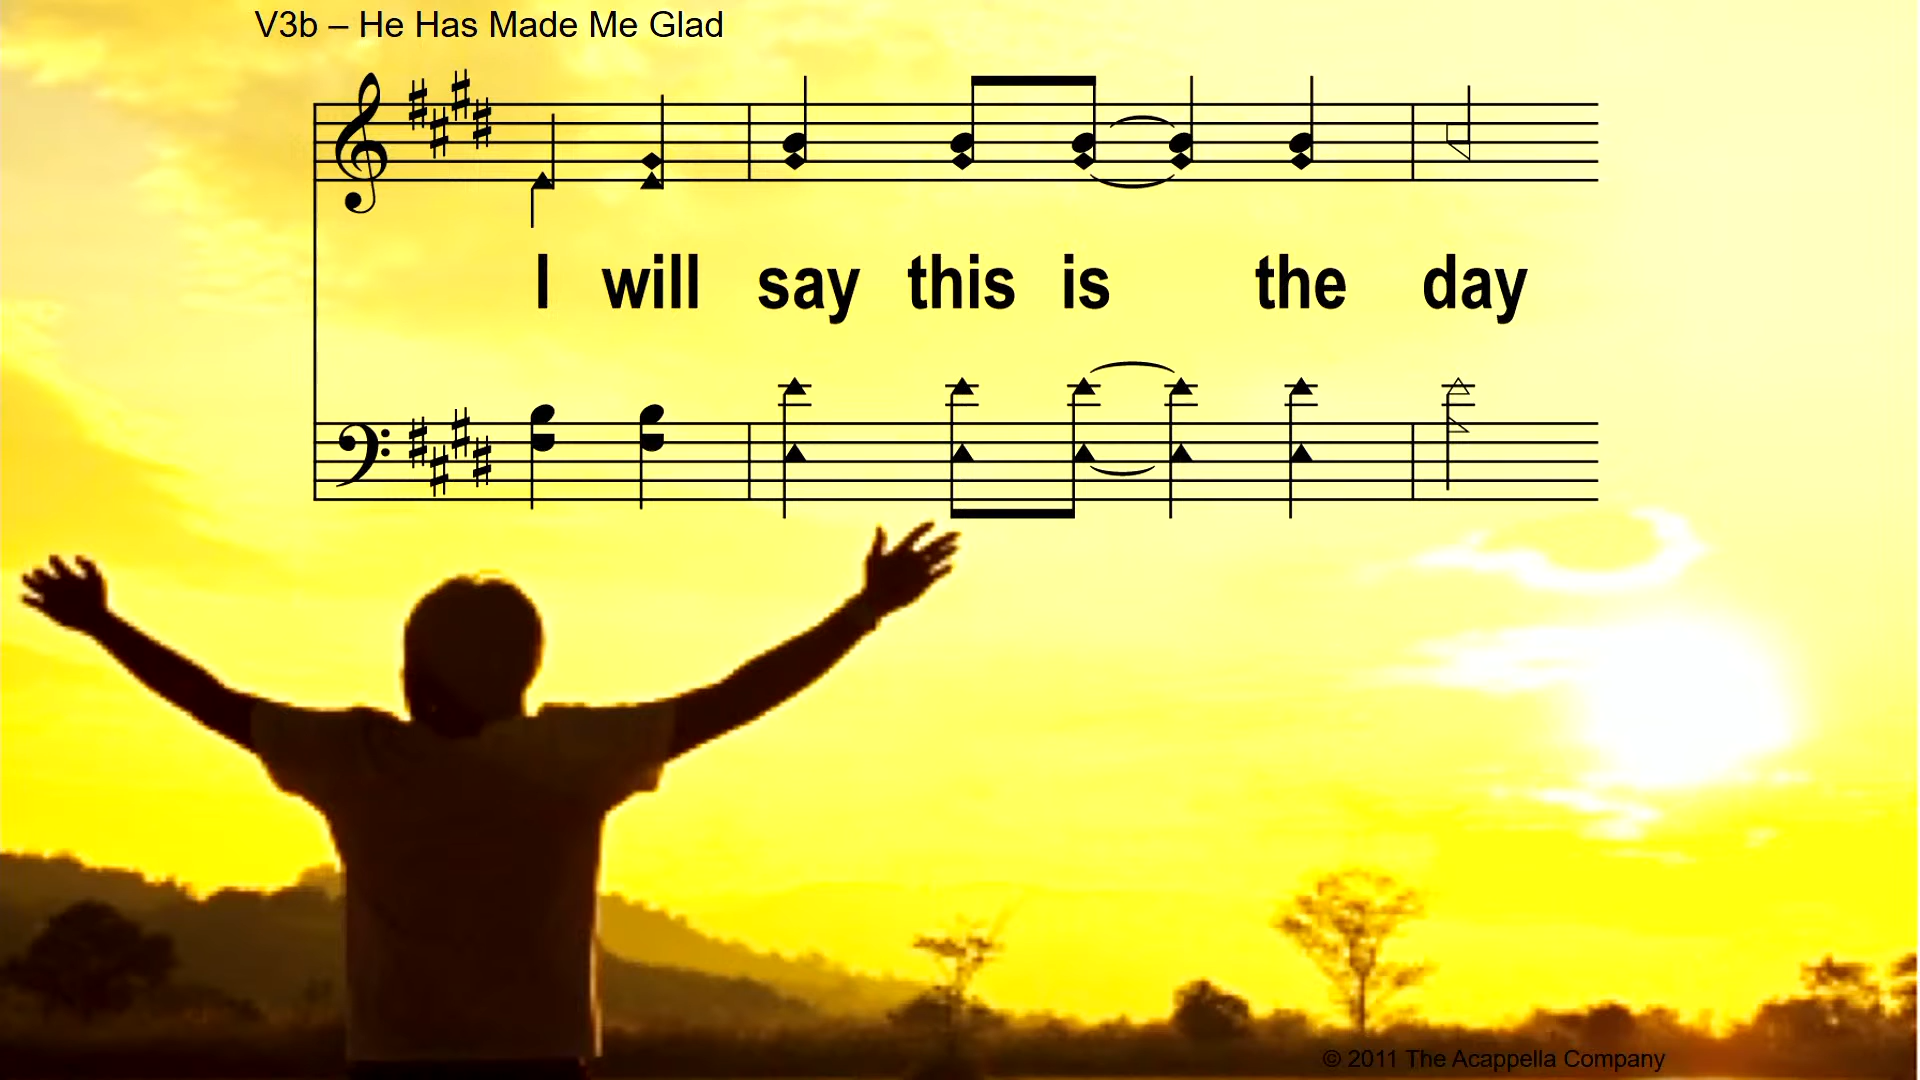 V3b – He Has Made Me Glad
I will say this is the day
© 2011 The Acappella Company